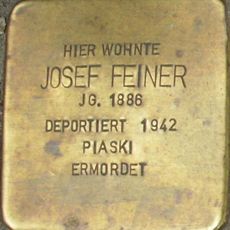 HIER WOHNTE
JOSEF FEINER
JG. 1886
DEPORTIERT 1942
PIASKI
ERMORDET